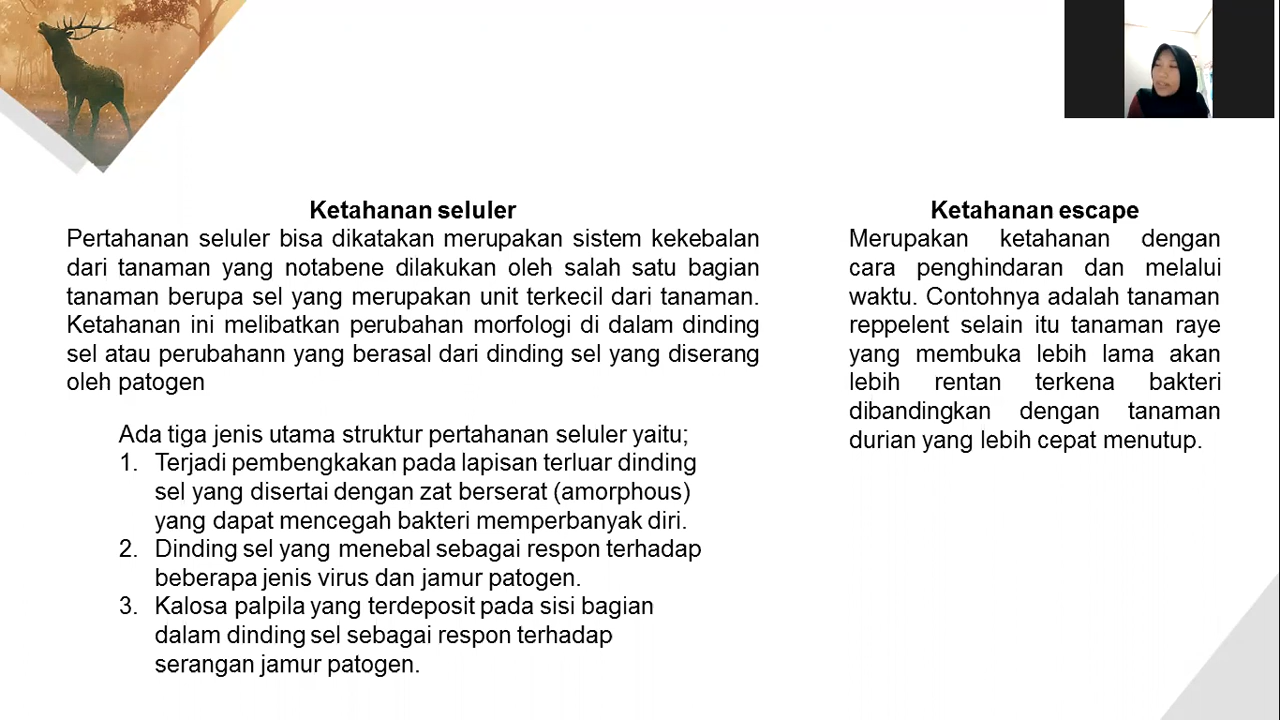 Ketahanan seluler
Pertahanan seluler bisa dikatakan merupakan sistem kekebalan
dari tanaman yang notabene dilakukan oleh salah satu bagian
tanaman berupa sel yang merupakan unit terkecil dari tanaman.
Ketahanan ini melibatkan perubahan morfologi di dalam dinding
sel atau perubahann yang berasal dari dinding sel yang diserang
oleh patogen
Ada tiga jenis utama struktur pertahanan seluler yaitu;
1. Terjadi pembengkakan pada lapisan terluar dinding
sel yang disertai dengan zat berserat (amorphous)
yang dapat mencegah bakteri memperbanyak diri.
2. Dinding sel yang menebal sebagai respon terhadap
beberapa jenis virus dan jamur patogen.
3. Kalosa palpila yang terdeposit pada sisi bagian
dalam dinding sel sebagai respon terhadap
serangan jamur patogen.
Ketahanan escape
Merupakan ketahanan dengan
cara penghindaran dan melalui
waktu. Contohnya adalah tanaman
reppelent selain itu tanaman raye
yang membuka lebih lama akan
lebih rentan terkena bakteri
dibandingkan dengan tanaman
durian yang lebih cepat menutup.